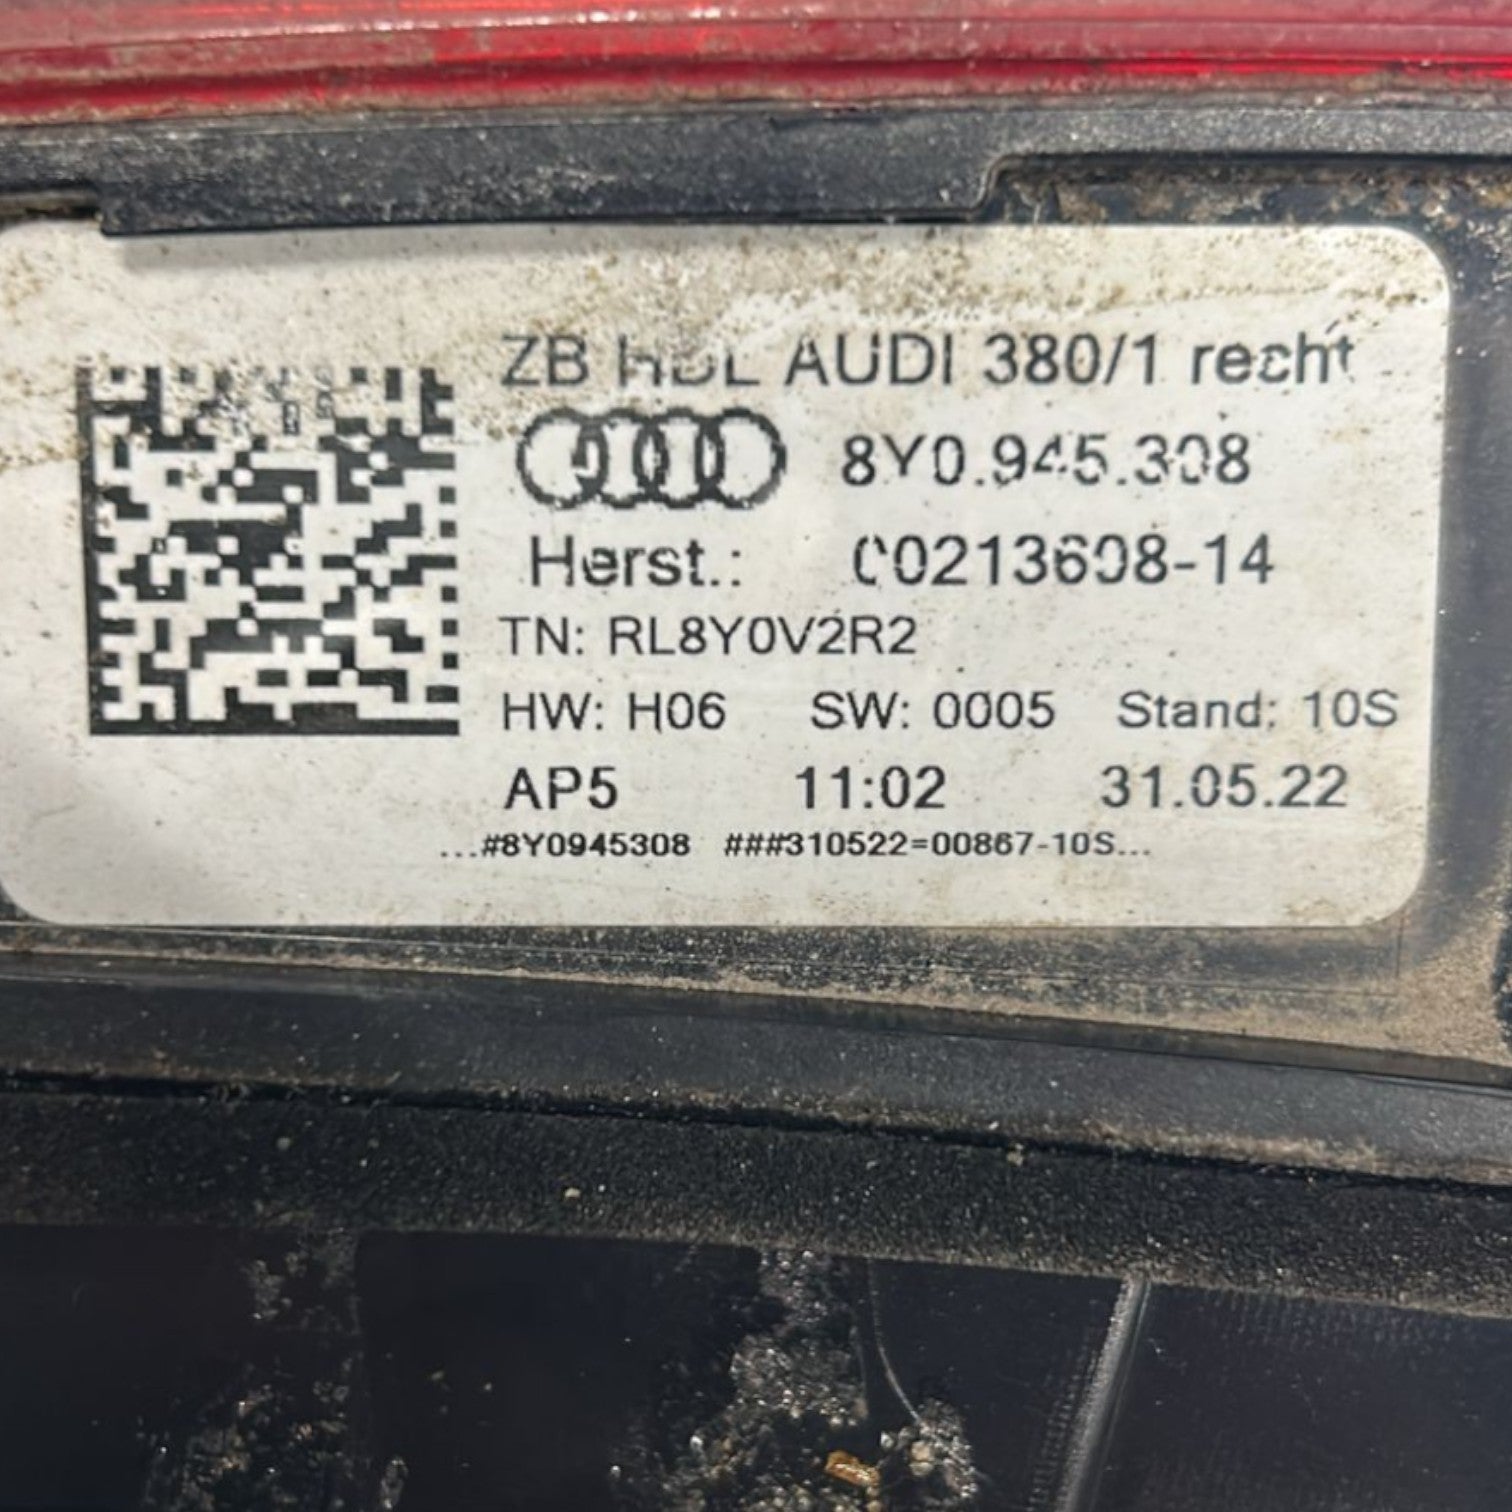 ZB HBL AUDI 380/1 recht
8Y0.945.308
Herst.: 00213608-14
TN: RL8Y0V2R2
HW: H06 SW: 0005 Stand: 10S
AP5 11:02 31.05.22
...#8Y0945308 ###310522=00867-10S...